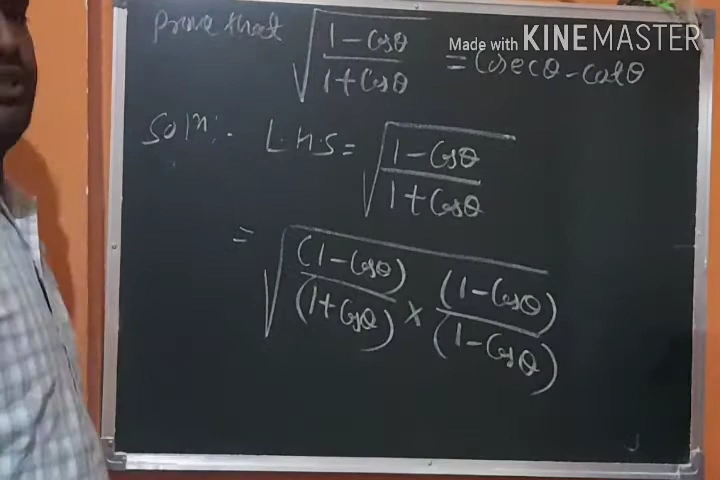 Prove that √((1-Cosθ)/(1+Cosθ)) = Cosecθ-Cotθ
Made with KINEMASTER
Soln:- L.H.S = √((1-Cosθ)/(1+Cosθ))
= √((1-Cosθ)/(1+Cosθ) × (1-Cosθ)/(1-Cosθ))